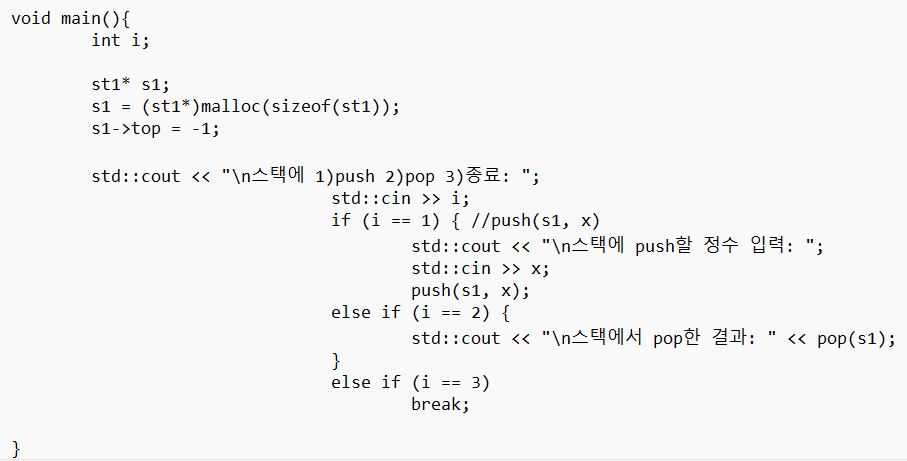 void main(){
int i;
st1* s1;
s1 = (st1*)malloc(sizeof(st1));
s1->top = -1;
std::cout << "\n스택에 1)push 2)pop 3)종료: ";
std::cin >> i;
if (i == 1) { //push(s1, x)
std::cout << "\n스택에 push할 정수 입력: ";
std::cin >> x;
push(s1, x);
else if (i == 2) {
std::cout << "\n스택에서 pop한 결과: " << pop(s1);
}
else if (i == 3)
break;
}